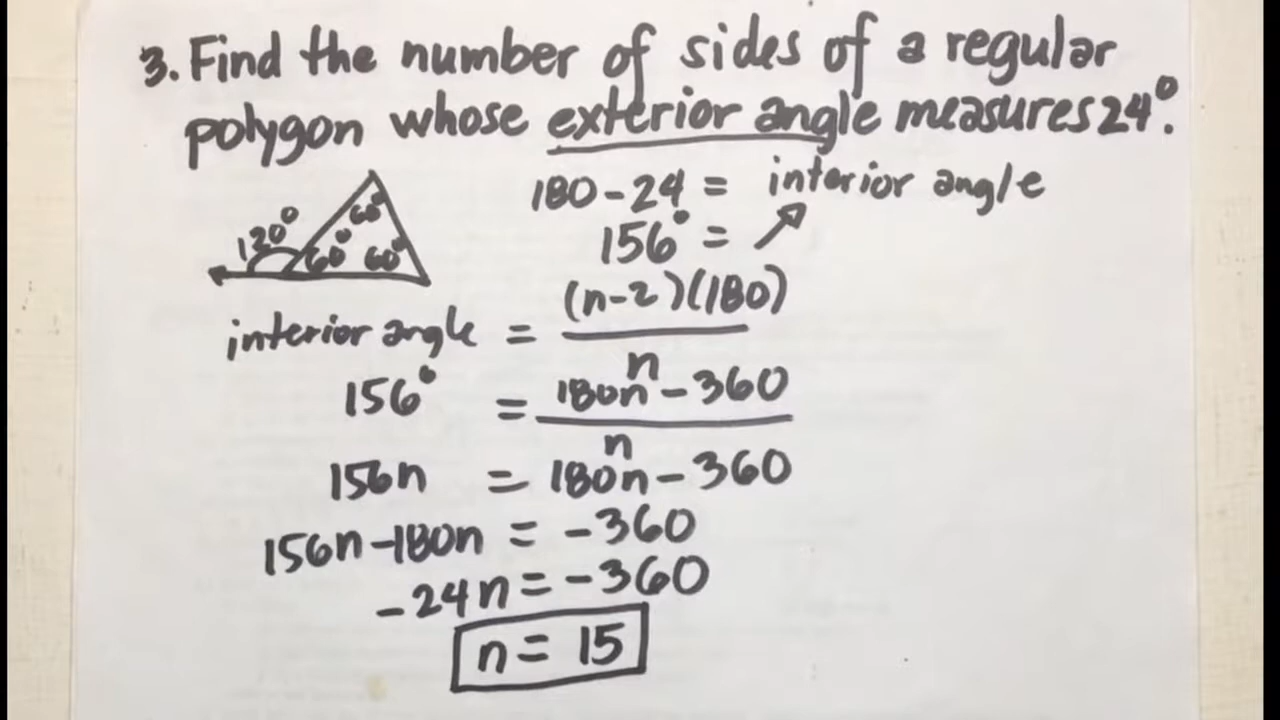 3. Find the number of sides of a regular
polygon whose exterior angle measures 24°.
180 - 24 = interior angle
156° = ↗
120° 60° 60° 60°
interior angle = (n-2)(180)
n
156° = 180n - 360
n
156n = 180n - 360
156n - 180n = -360
-24n = -360
n = 15